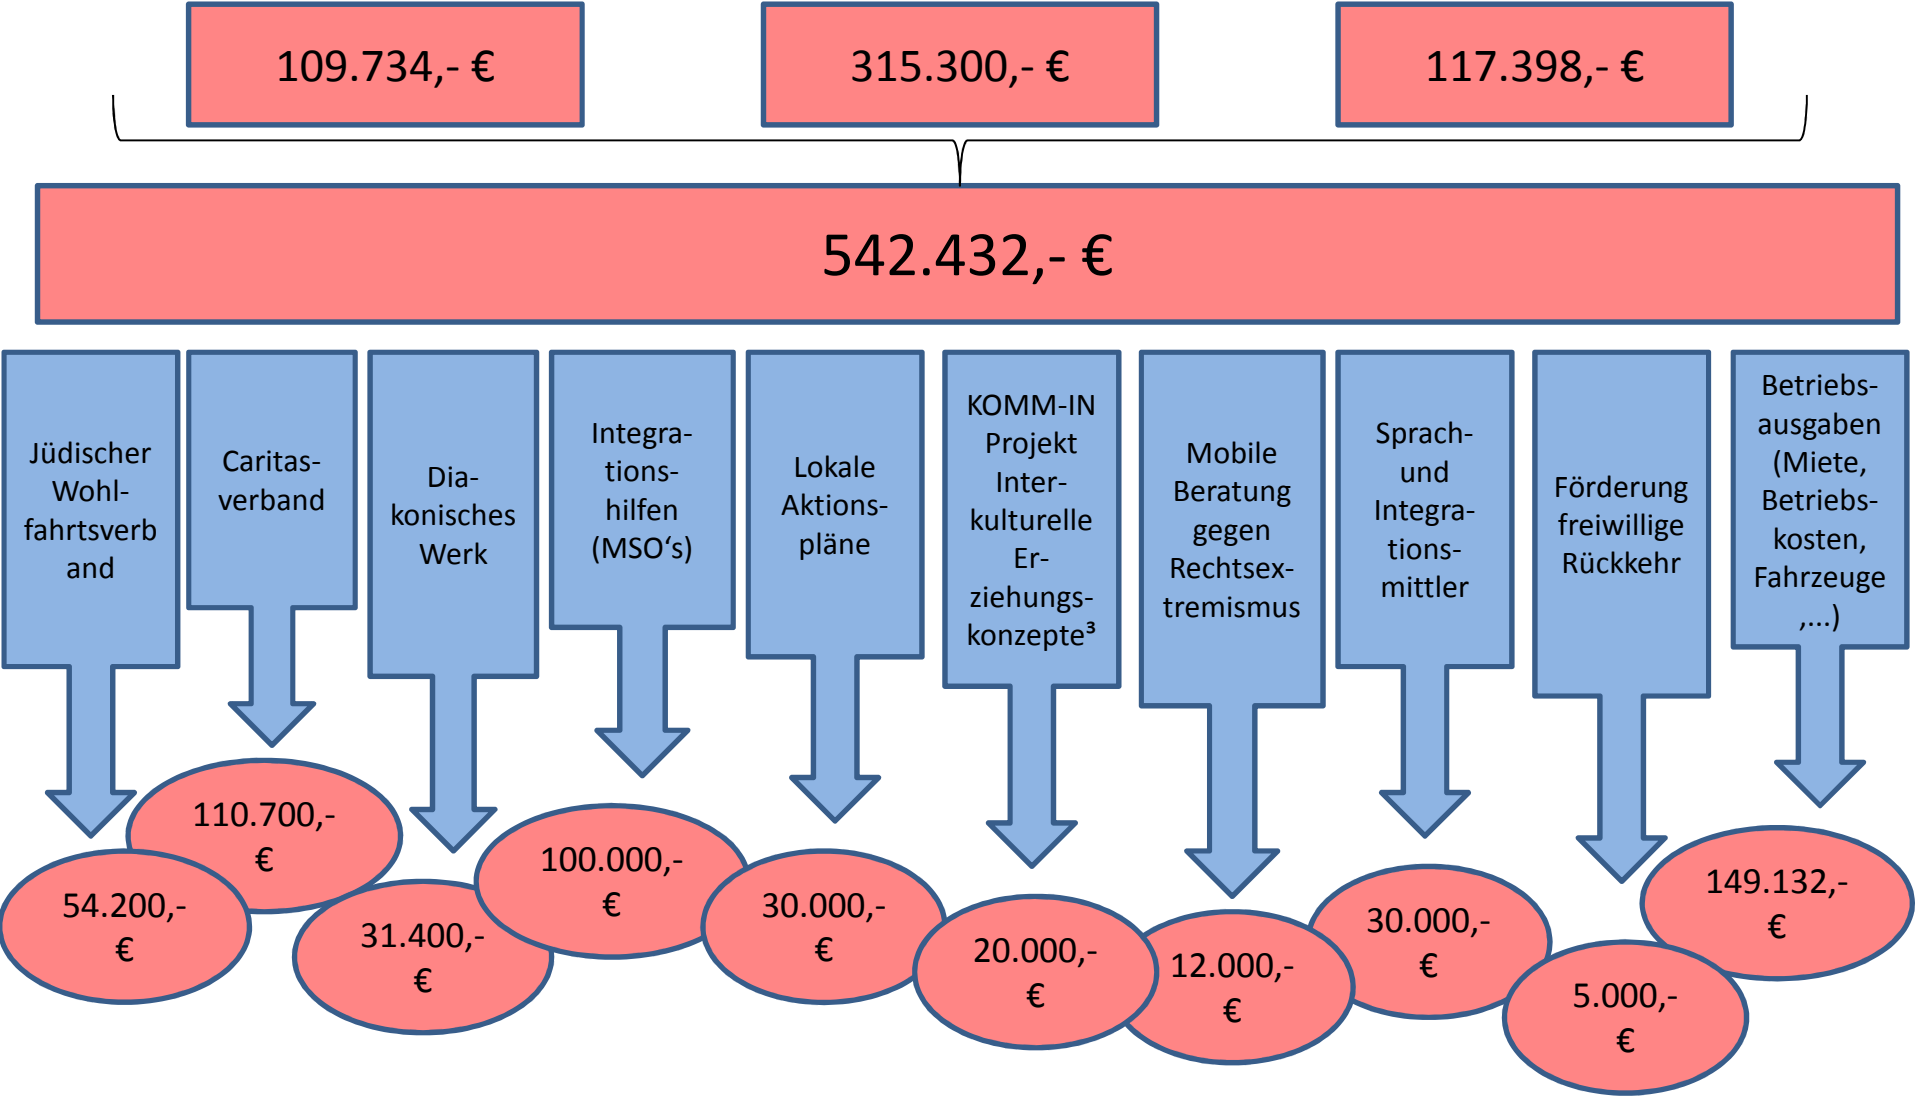 109.734,- €
315.300,- €
117.398,- €
542.432,- €
Jüdischer
Wohl-
fahrtsverb
and
Caritas-
verband
Dia-
konisches
Werk
Integra-
tions-
hilfen
(MSO‘s)
Lokale
Aktions-
pläne
KOMM-IN
Projekt
Inter-
kulturelle
Er-
ziehungs-
konzepte³
Mobile
Beratung
gegen
Rechtsex-
tremismus
Sprach-
und
Integra-
tions-
mittler
Förderung
freiwillige
Rückkehr
Betriebs-
ausgaben
(Miete,
Betriebs-
kosten,
Fahrzeuge
,...)
54.200,-
€
110.700,-
€
31.400,-
€
100.000,-
€
30.000,-
€
20.000,-
€
12.000,-
€
30.000,-
€
5.000,-
€
149.132,-
€